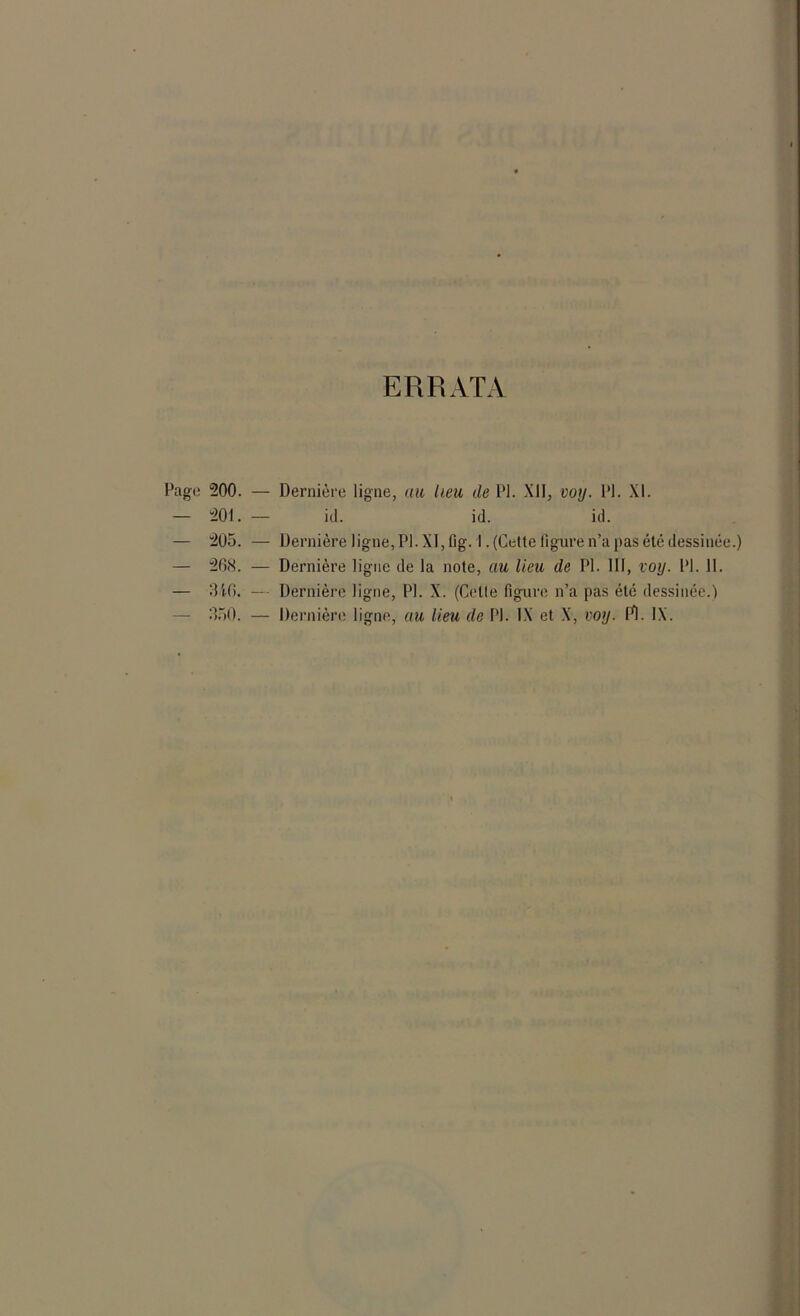 ERRATA
Page 200. — Dernière ligne, au lieu de Pl. XII, voy. Pl. XI.
— 201. — id. id. id.
— 205. — Dernière ligne, Pl. XI, fig. 1. (Cette figure n’a pas été dessinée.)
— 268. — Dernière ligne de la note, au lieu de Pl. III, voy. Pl. II.
— 346. — Dernière ligne, Pl. X. (Cette figure n’a pas été dessinée.)
— 350. — Dernière ligne, au lieu de Pl. IX et X, voy. Pl. IX.